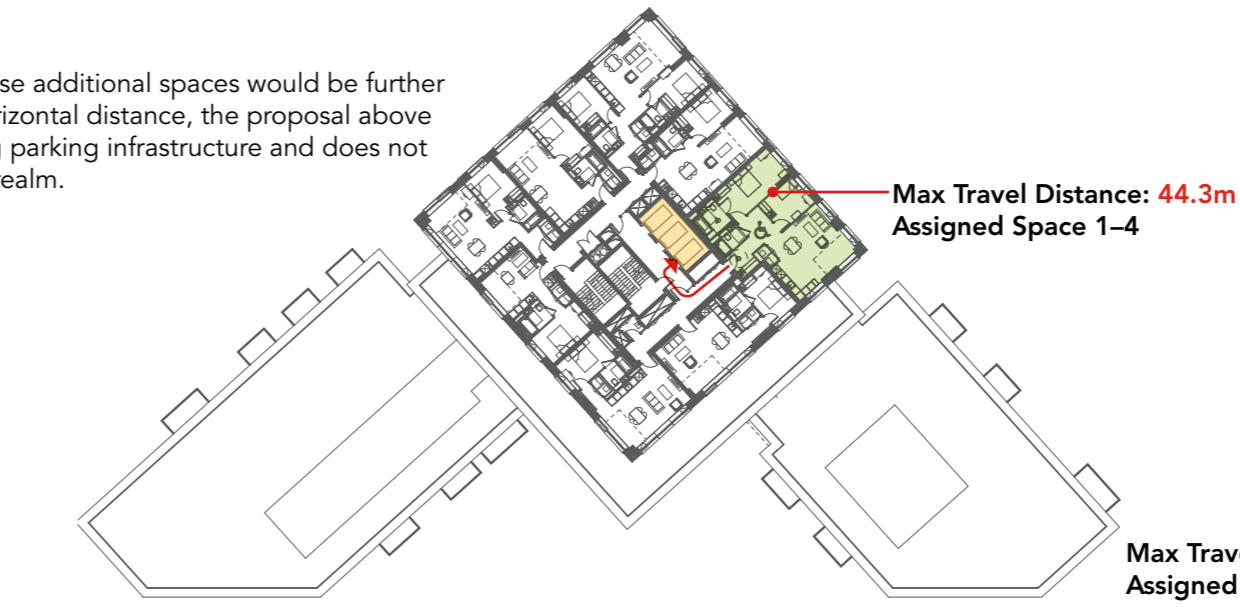 se additional spaces would be further
rizontal distance, the proposal above
g parking infrastructure and does not
realm.
Max Travel Distance: 44.3m
Assigned Space 1–4
Max Trav
Assigned